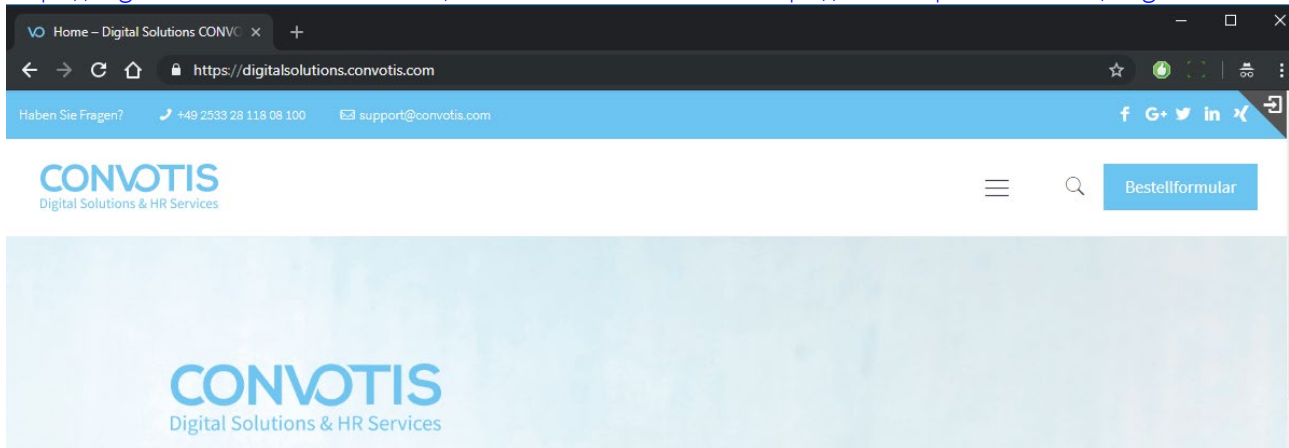 Home – Digital Solutions CONVO
https://digitalsolutions.convotis.com
Haben Sie Fragen? +49 2533 28 118 08 100 support@convotis.com
CONVOTIS
Digital Solutions & HR Services
Bestellformular
CONVOTIS
Digital Solutions & HR Services